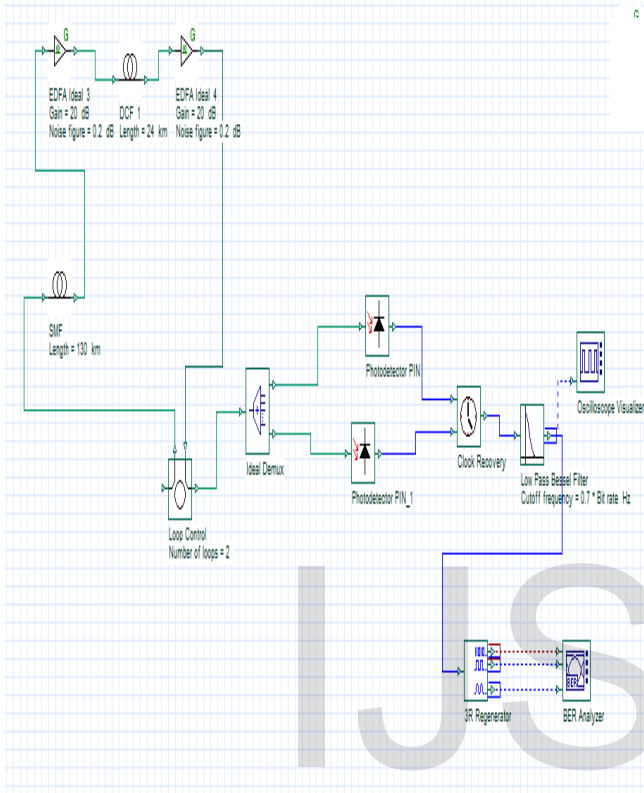 G
G
G
EDFA Ideal 3
Gain = 20 dB
Noise figure = 0.2 dB
DCF 1
Length = 24 km
EDFA Ideal 4
Gain = 20 dB
Noise figure = 0.2 dB
SMF
Length = 130 km
Photodetector PIN
Oscilloscope Visualizer
Ideal Demux
Photodetector PIN_1
Clock Recovery
Low Pass Bessel Filter
Cutoff frequency = 0.7 * Bit rate Hz
Loop Control
Number of loops = 2
IJS
BER
3R Regenerator
BER Analyzer